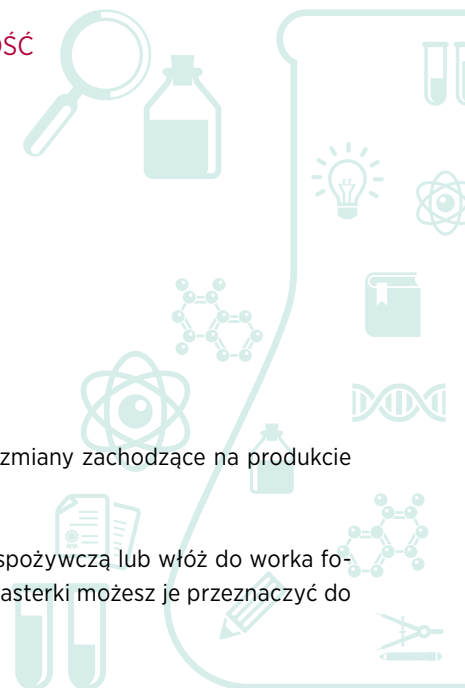 OŚĆ
zmiany zachodzące na produkcie
spożywczą lub włóż do worka fo-
asterki możesz je przeznaczyć do